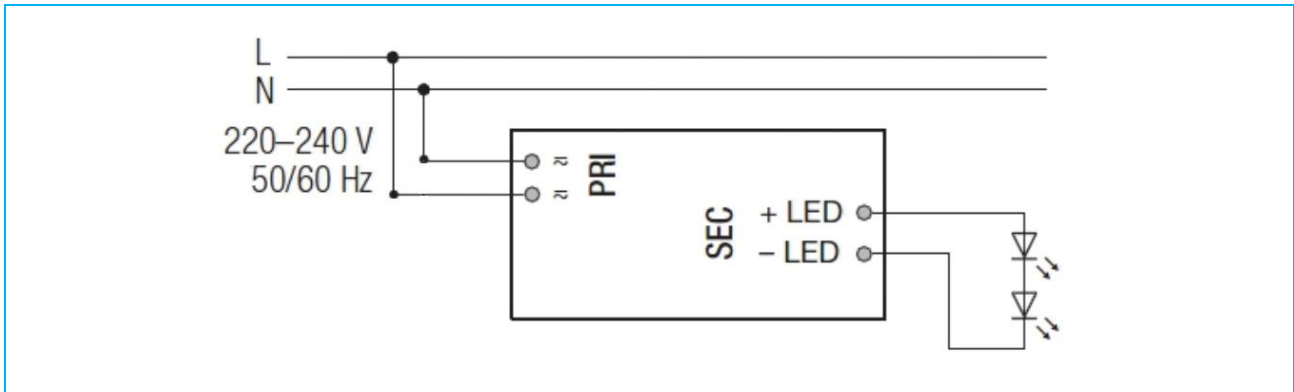 L
N
220–240 V
50/60 Hz
≂
≂
PRI
SEC
+ LED
– LED